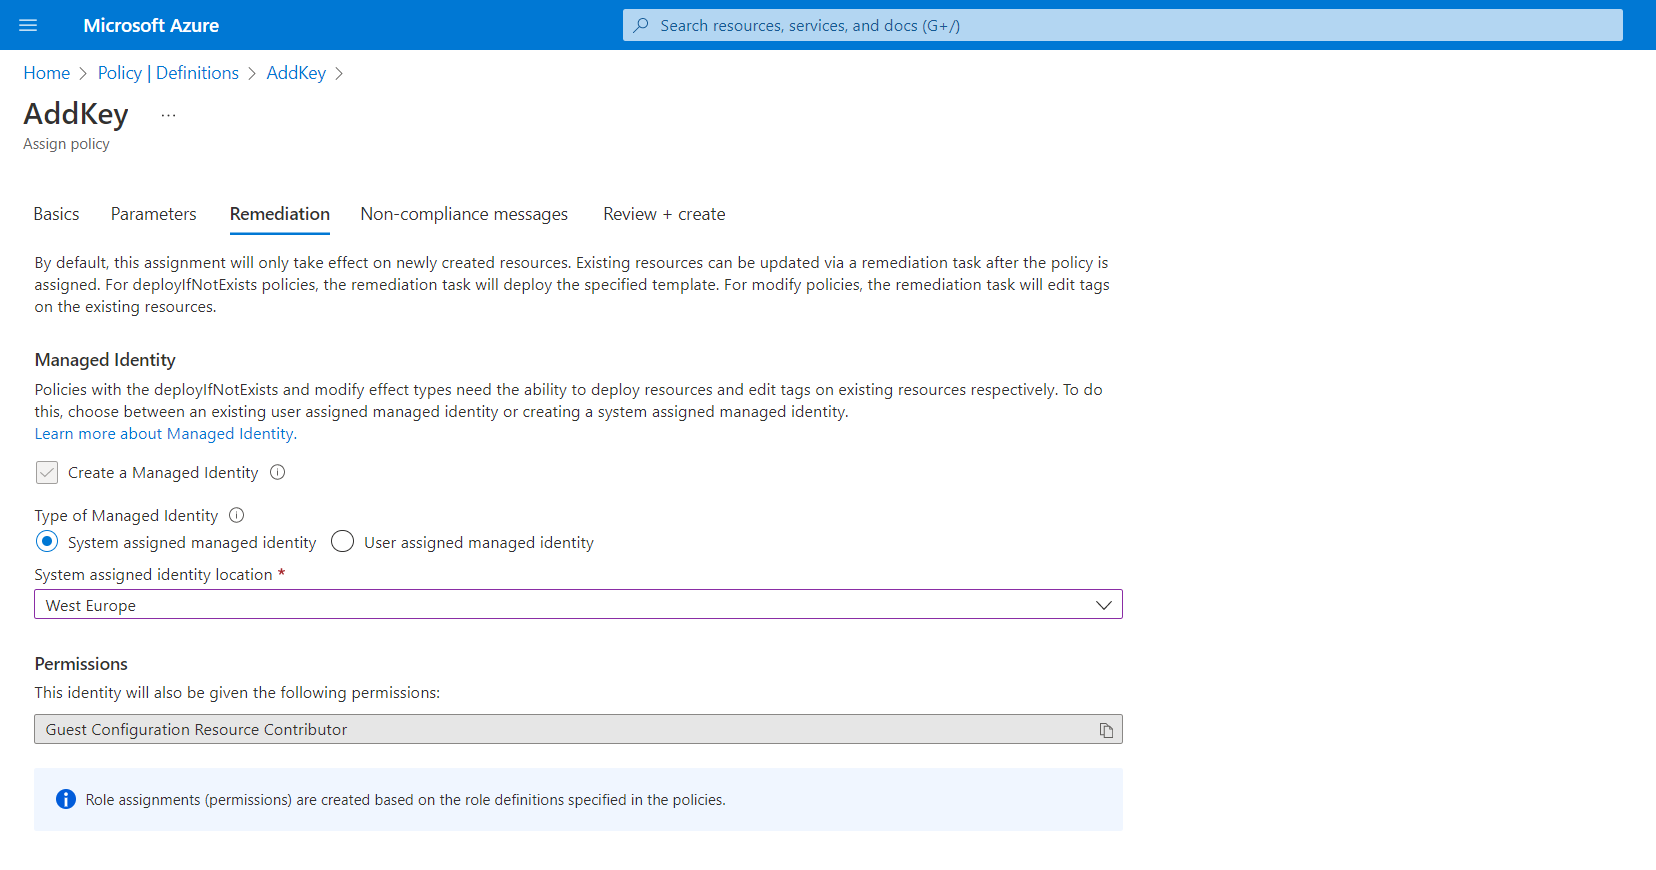 Microsoft Azure
Search resources, services, and docs (G+/)
Home > Policy | Definitions > AddKey >
AddKey ...
Assign policy
Basics Parameters Remediation Non-compliance messages Review + create
By default, this assignment will only take effect on newly created resources. Existing resources can be updated via a remediation task after the policy is
assigned. For deployIfNotExists policies, the remediation task will deploy the specified template. For modify policies, the remediation task will edit tags
on the existing resources.
Managed Identity
Policies with the deployIfNotExists and modify effect types need the ability to deploy resources and edit tags on existing resources respectively. To do
this, choose between an existing user assigned managed identity or creating a system assigned managed identity.
Learn more about Managed Identity.
Create a Managed Identity
Type of Managed Identity
System assigned managed identity User assigned managed identity
System assigned identity location *
West Europe
Permissions
This identity will also be given the following permissions:
Guest Configuration Resource Contributor
Role assignments (permissions) are created based on the role definitions specified in the policies.